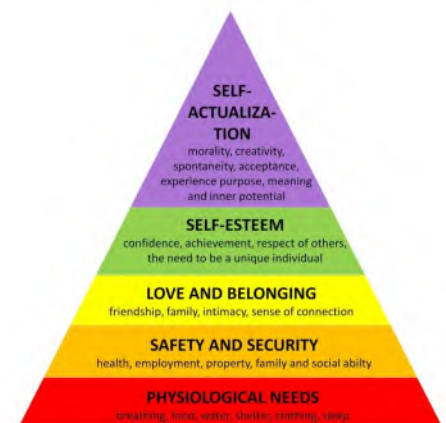 SELF-
ACTUALIZA-
TION
morality, creativity,
spontaneity, acceptance,
experience purpose, meaning
and inner potential
SELF-ESTEEM
confidence, achievement, respect of others,
the need to be a unique individual
LOVE AND BELONGING
friendship, family, intimacy, sense of connection
SAFETY AND SECURITY
health, employment, property, family and social abilty
PHYSIOLOGICAL NEEDS
breathing, food, water, shelter, clothing, sleep